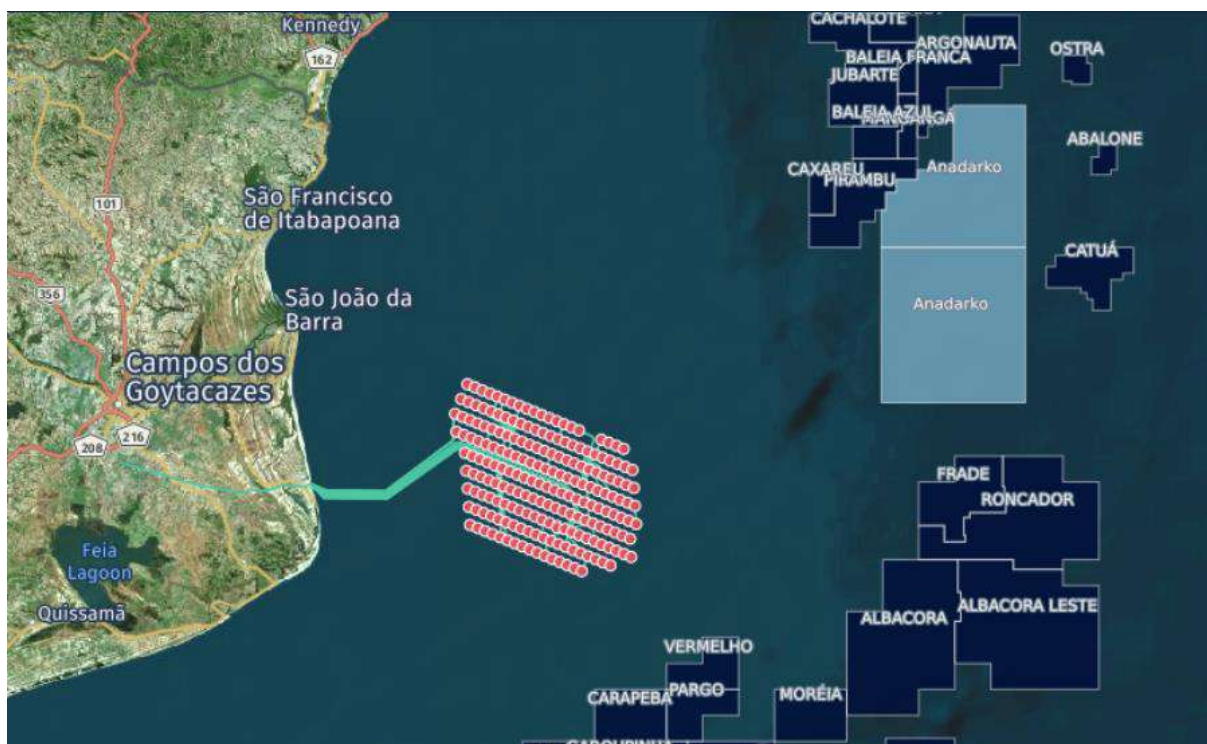 Kennedy
162
CACHALOTE
ARGONAUTA
OSTRA
BALEIA FRANCA
JUBARTE
BALEIA AZUL
MANGANGÁ
ABALONE
CAXAREU
PIRAMBU
Anadarko
101
São Francisco
de Itabapoana
CATUÁ
356
São João da
Barra
Anadarko
Campos dos
Goytacazes
208
216
FRADE
RONCADOR
Feia
Lagoon
Quissamã
ALBACORA
ALBACORA LESTE
VERMELHO
CARAPEBA
PARGO
MORÉIA